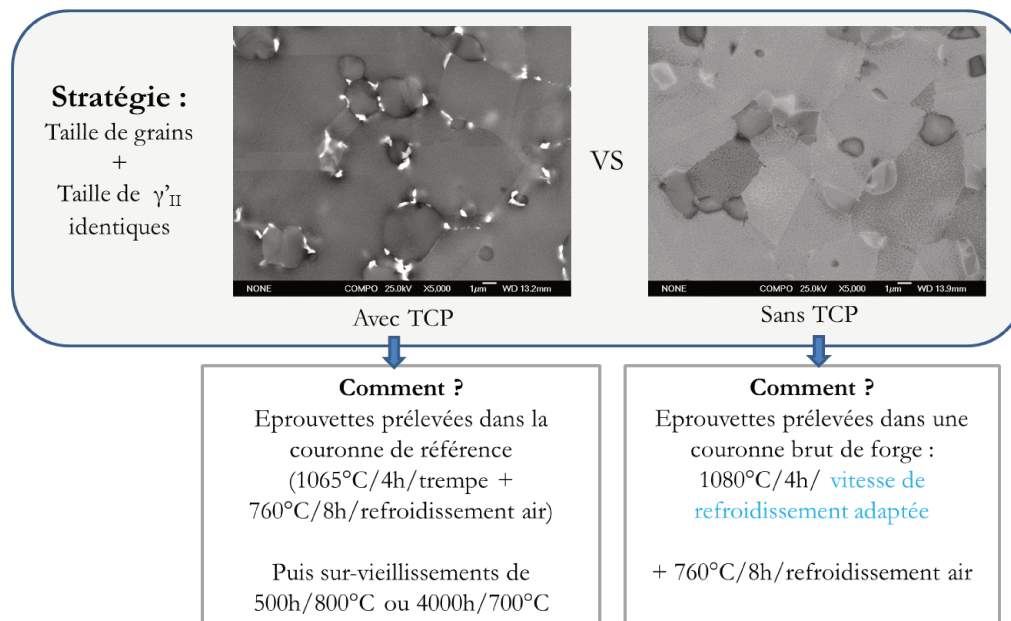 Stratégie :
Taille de grains
+
Taille de γ'II
identiques
NONE COMPO 25.0kV X5,000 1µm WD 13.2mm
VS
NONE COMPO 25.0kV X5,000 1µm WD 13.9mm
Avec TCP
Sans TCP
Comment ?
Eprouvettes prélevées dans la
couronne de référence
(1065°C/4h/trempe +
760°C/8h/refroidissement air)
Puis sur-vieillissements de
500h/800°C ou 4000h/700°C
Comment ?
Eprouvettes prélevées dans une
couronne brut de forge :
1080°C/4h/ vitesse de
refroidissement adaptée
+ 760°C/8h/refroidissement air